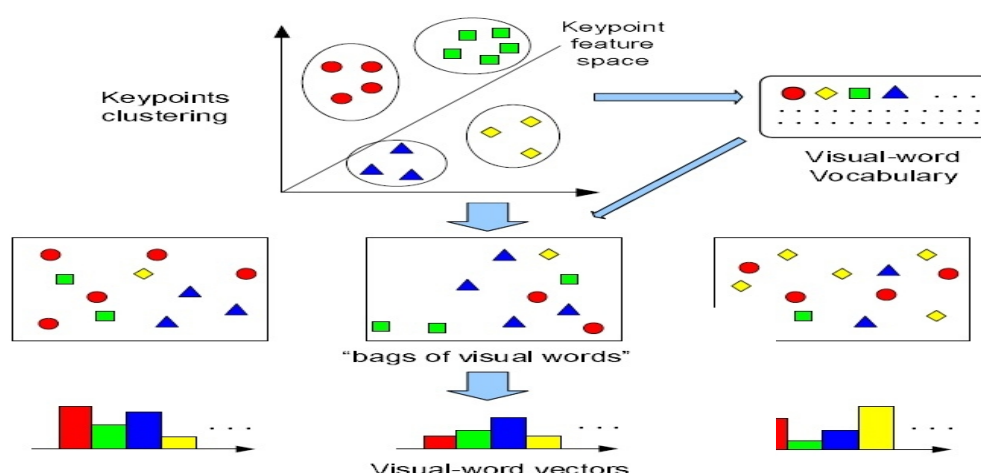 Keypoint
feature
space
Keypoints
clustering
Visual-word
Vocabulary
“bags of visual words”
Visual-word vectors